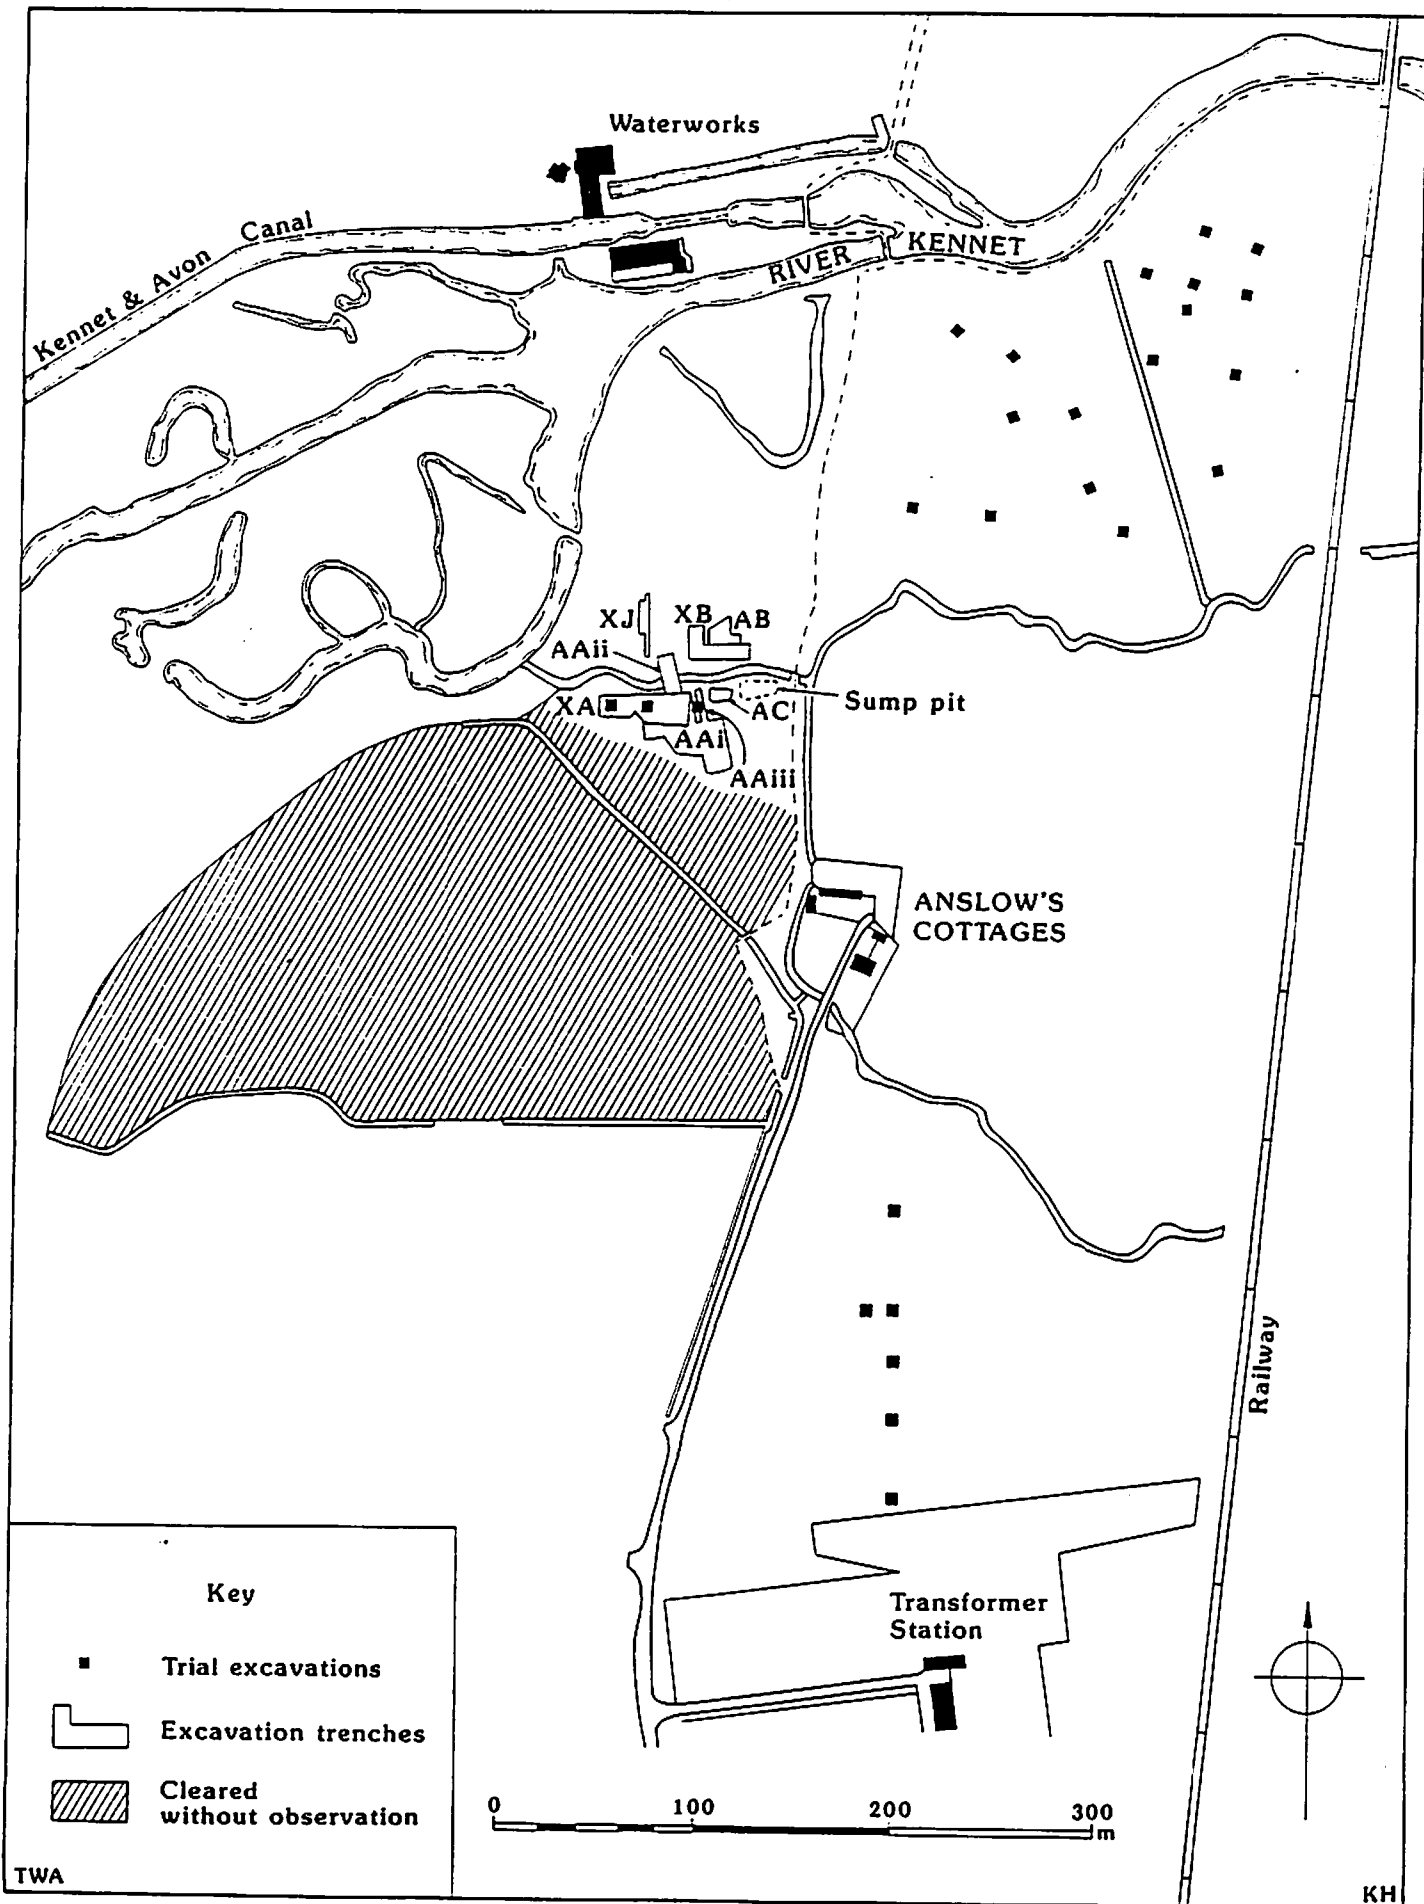 Waterworks
Kennet & Avon Canal
RIVER KENNET
XJ
XB
AB
AAii
XA
AC
Sump pit
AAi
AAiii
ANSLOW'S
COTTAGES
Railway
Transformer
Station
Key
Trial excavations
Excavation trenches
Cleared
without observation
0 100 200 300
m
TWA
KH